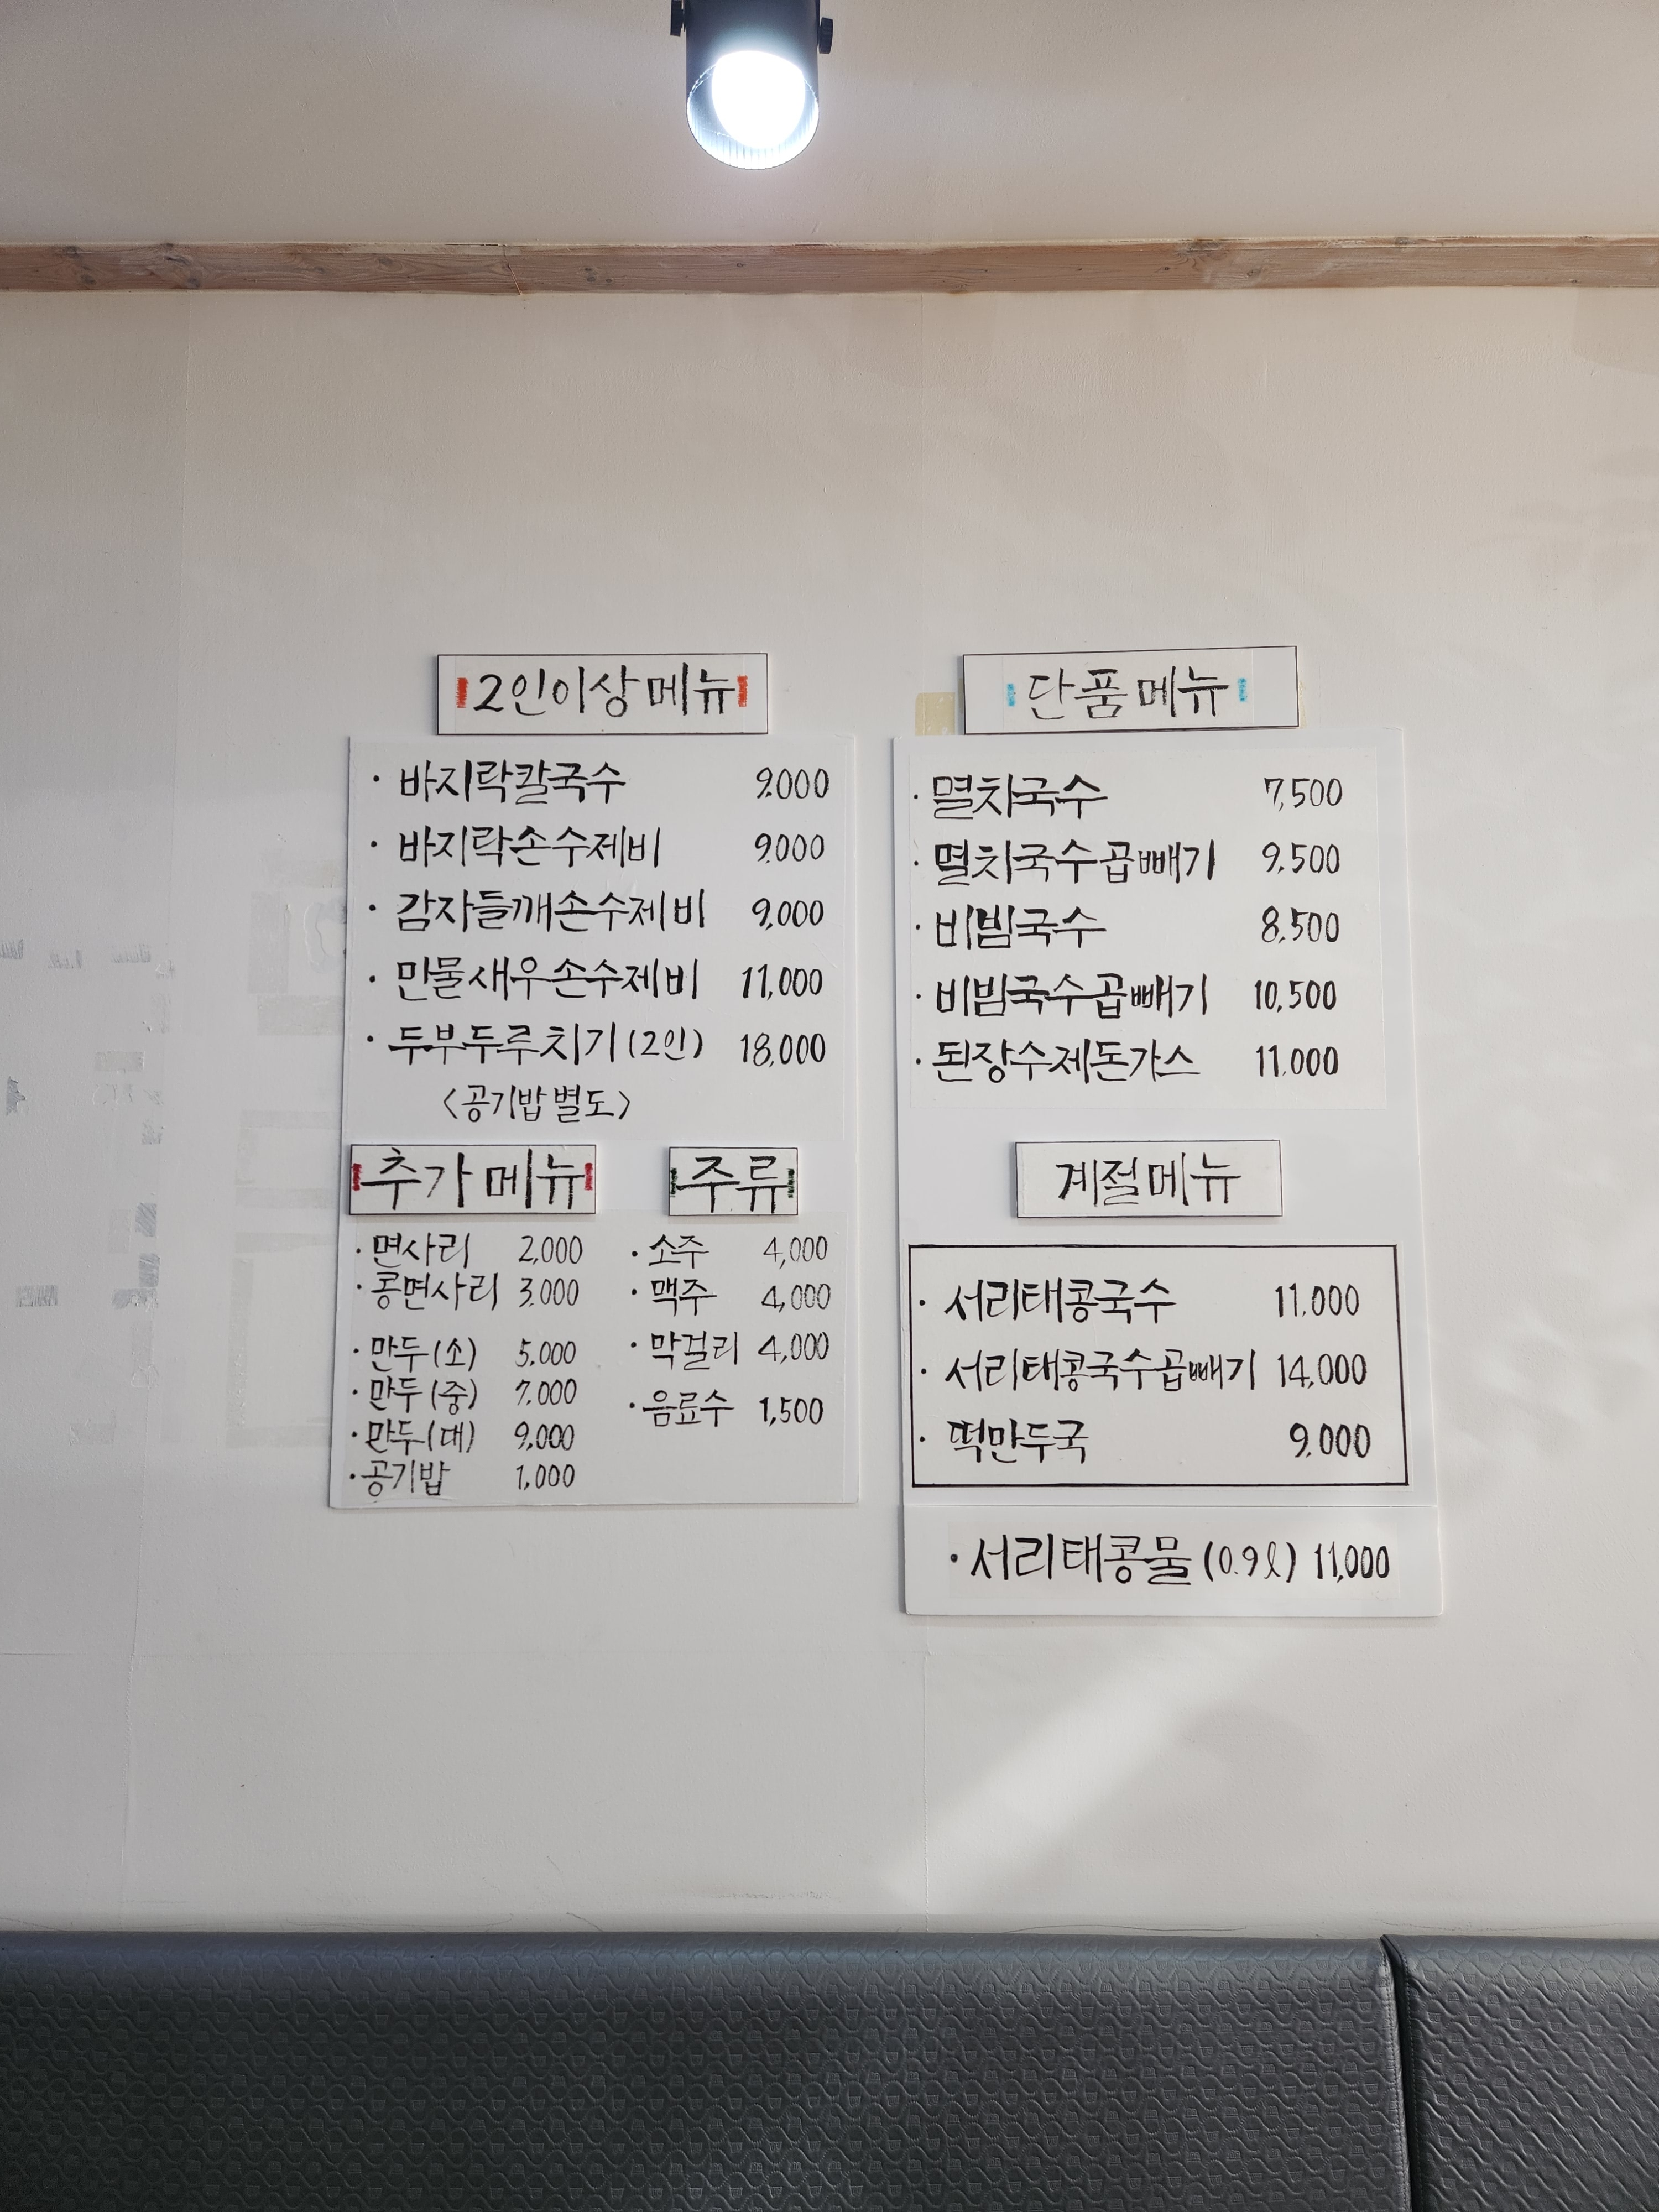 2인이상메뉴
· 바지락칼국수 9.000
· 바지락손수제비 9.000
· 감자들깨손수제비 9,000
· 민물새우손수제비 11,000
· 두부두루치기(2인) 18,000
<공기밥별도>
추가메뉴
· 면사리 2,000
· 콩면사리 3.000
· 만두(소) 5.000
· 만두(중) 7.000
· 만두(대) 9.000
· 공기밥 1,000
주류
· 소주 4,000
· 맥주 4,000
· 막걸리 4,000
· 음료수 1,500
단품메뉴
· 멸치국수 7,500
· 멸치국수곱빼기 9.500
· 비빔국수 8.500
· 비빔국수곱빼기 10,500
· 된장수제돈가스 11.000
계절메뉴
· 서리태콩국수 11.000
· 서리태콩국수곱빼기 14,000
· 떡만두국 9.000
· 서리태콩물(0.9ℓ) 11,000